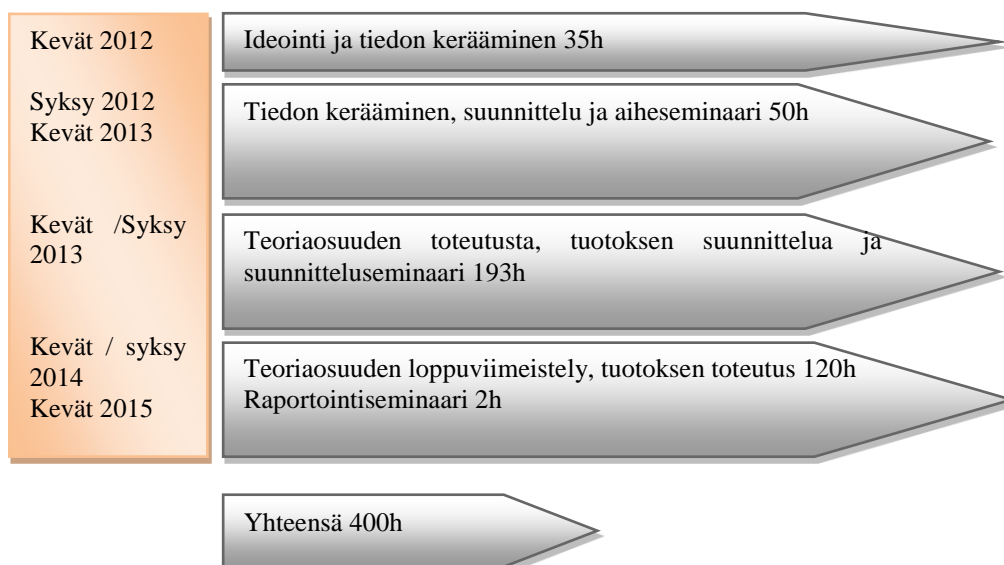 Kevät 2012
Ideointi ja tiedon kerääminen 35h
Syksy 2012
Kevät 2013
Tiedon kerääminen, suunnittelu ja aiheseminaari 50h
Kevät /Syksy
2013
Teoriaosuuden toteutusta, tuotoksen suunnittelua ja
suunnitteluseminaari 193h
Kevät / syksy
2014
Kevät 2015
Teoriaosuuden loppuviimeistely, tuotoksen toteutus 120h
Raportointiseminaari 2h
Yhteensä 400h